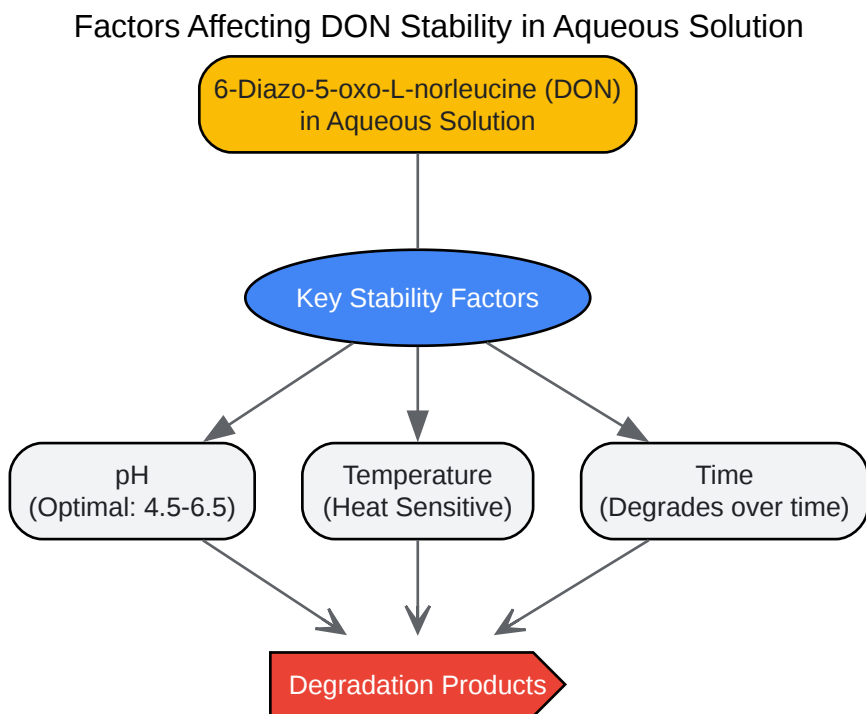 Factors Affecting DON Stability in Aqueous Solution
6-Diazo-5-oxo-L-norleucine (DON)
in Aqueous Solution
Key Stability Factors
pH
(Optimal: 4.5-6.5)
Temperature
(Heat Sensitive)
Time
(Degrades over time)
Degradation Products